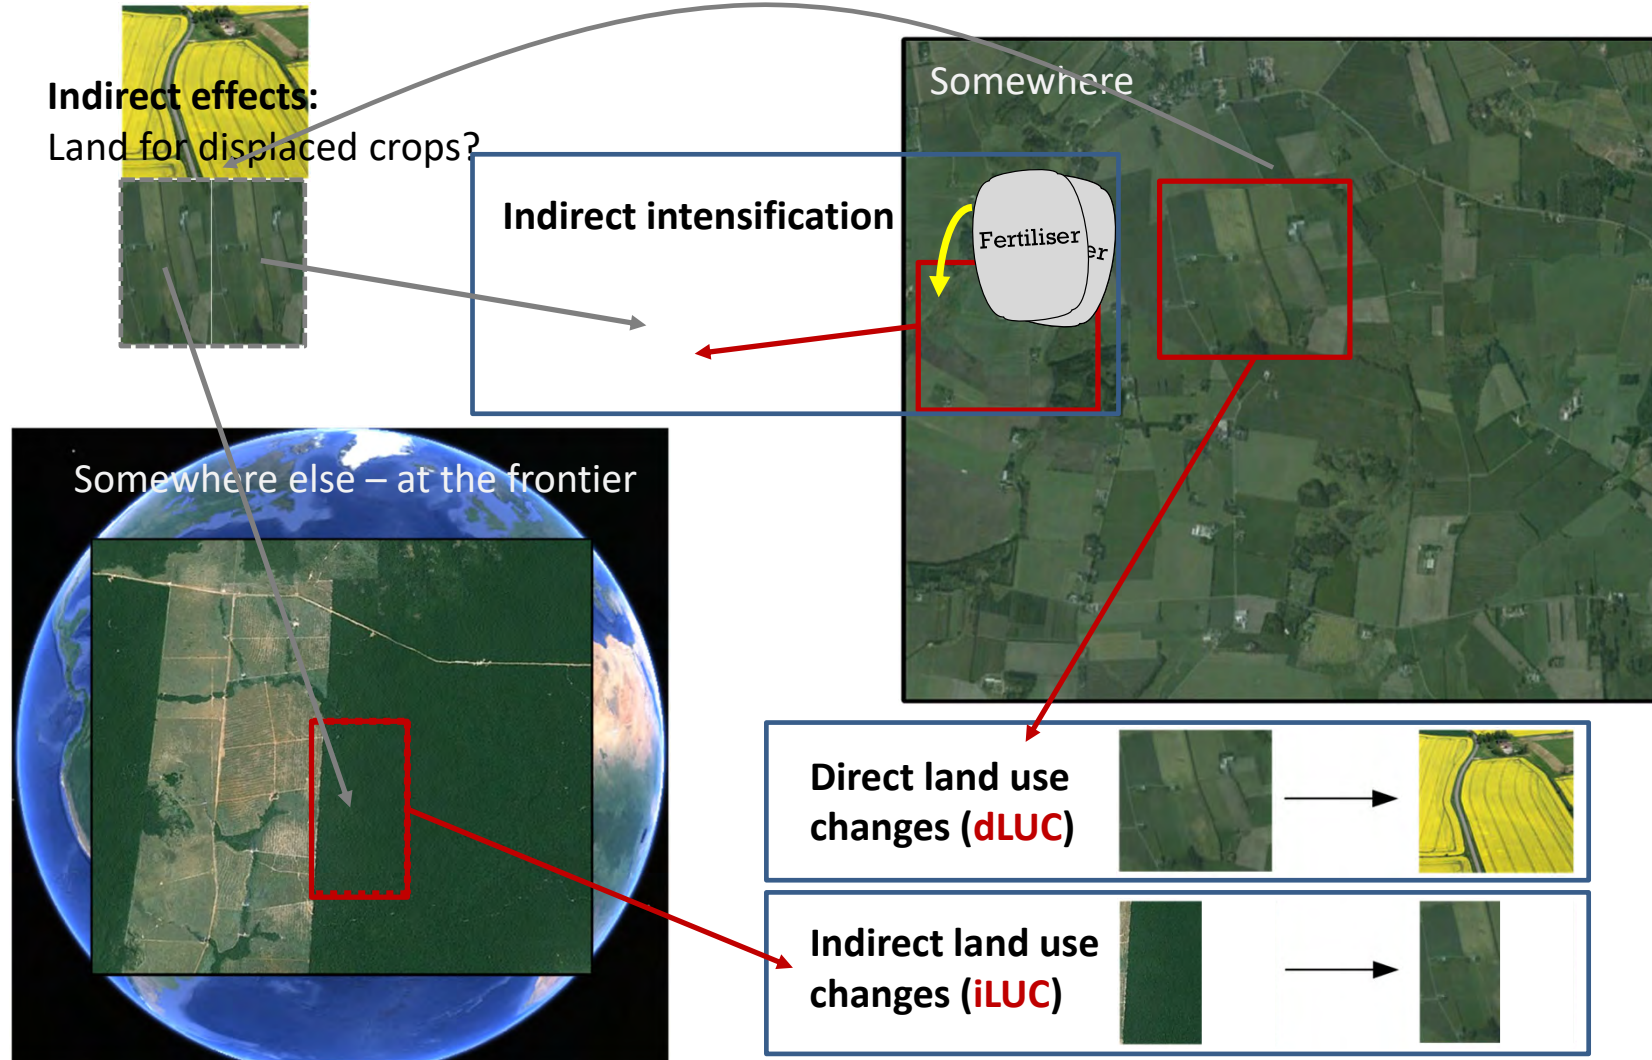 Indirect effects:
Land for displaced crops?
Somewhere
Indirect intensification
Fertiliser
er
Somewhere else – at the frontier
Direct land use
changes (dLUC)
Indirect land use
changes (iLUC)